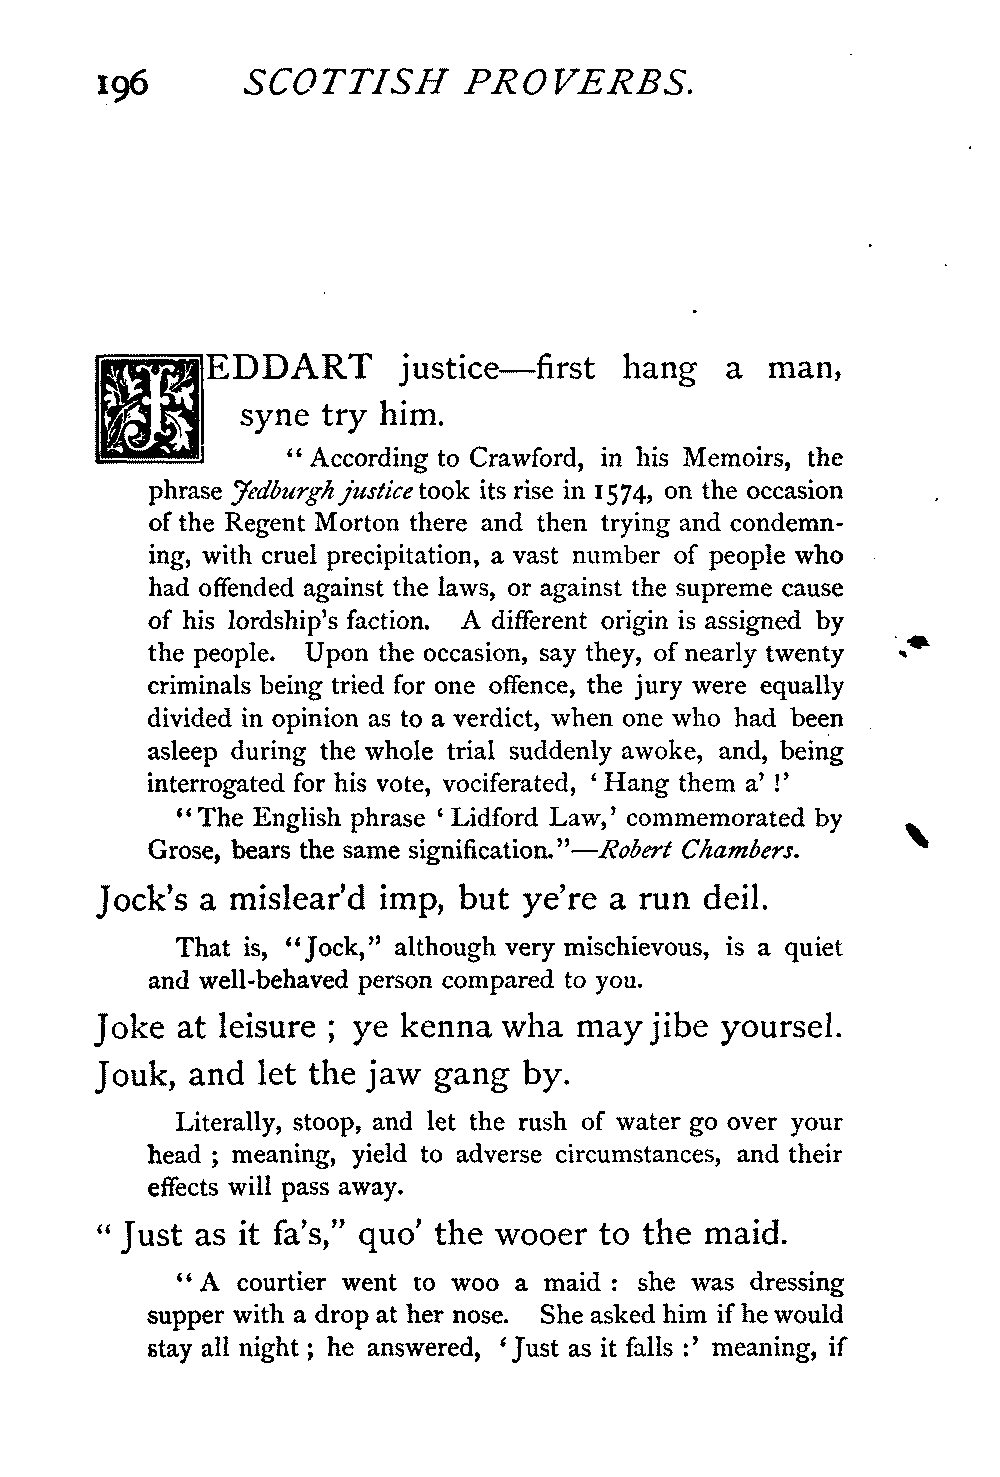 196 SCOTTISH PROVERBS.
JEDDART justice—first hang a man,
syne try him.
"According to Crawford, in his Memoirs, the
phrase Jedburgh justice took its rise in 1574, on the occasion
of the Regent Morton there and then trying and condemn-
ing, with cruel precipitation, a vast number of people who
had offended against the laws, or against the supreme cause
of his lordship's faction. A different origin is assigned by
the people. Upon the occasion, say they, of nearly twenty
criminals being tried for one offence, the jury were equally
divided in opinion as to a verdict, when one who had been
asleep during the whole trial suddenly awoke, and, being
interrogated for his vote, vociferated, 'Hang them a'!'
"The English phrase 'Lidford Law,' commemorated by
Grose, bears the same signification."—Robert Chambers.
Jock's a mislear'd imp, but ye're a run deil.
That is, "Jock," although very mischievous, is a quiet
and well-behaved person compared to you.
Joke at leisure; ye kenna wha may jibe yoursel.
Jouk, and let the jaw gang by.
Literally, stoop, and let the rush of water go over your
head; meaning, yield to adverse circumstances, and their
effects will pass away.
"Just as it fa's," quo' the wooer to the maid.
"A courtier went to woo a maid: she was dressing
supper with a drop at her nose. She asked him if he would
stay all night; he answered, 'Just as it falls:' meaning, if